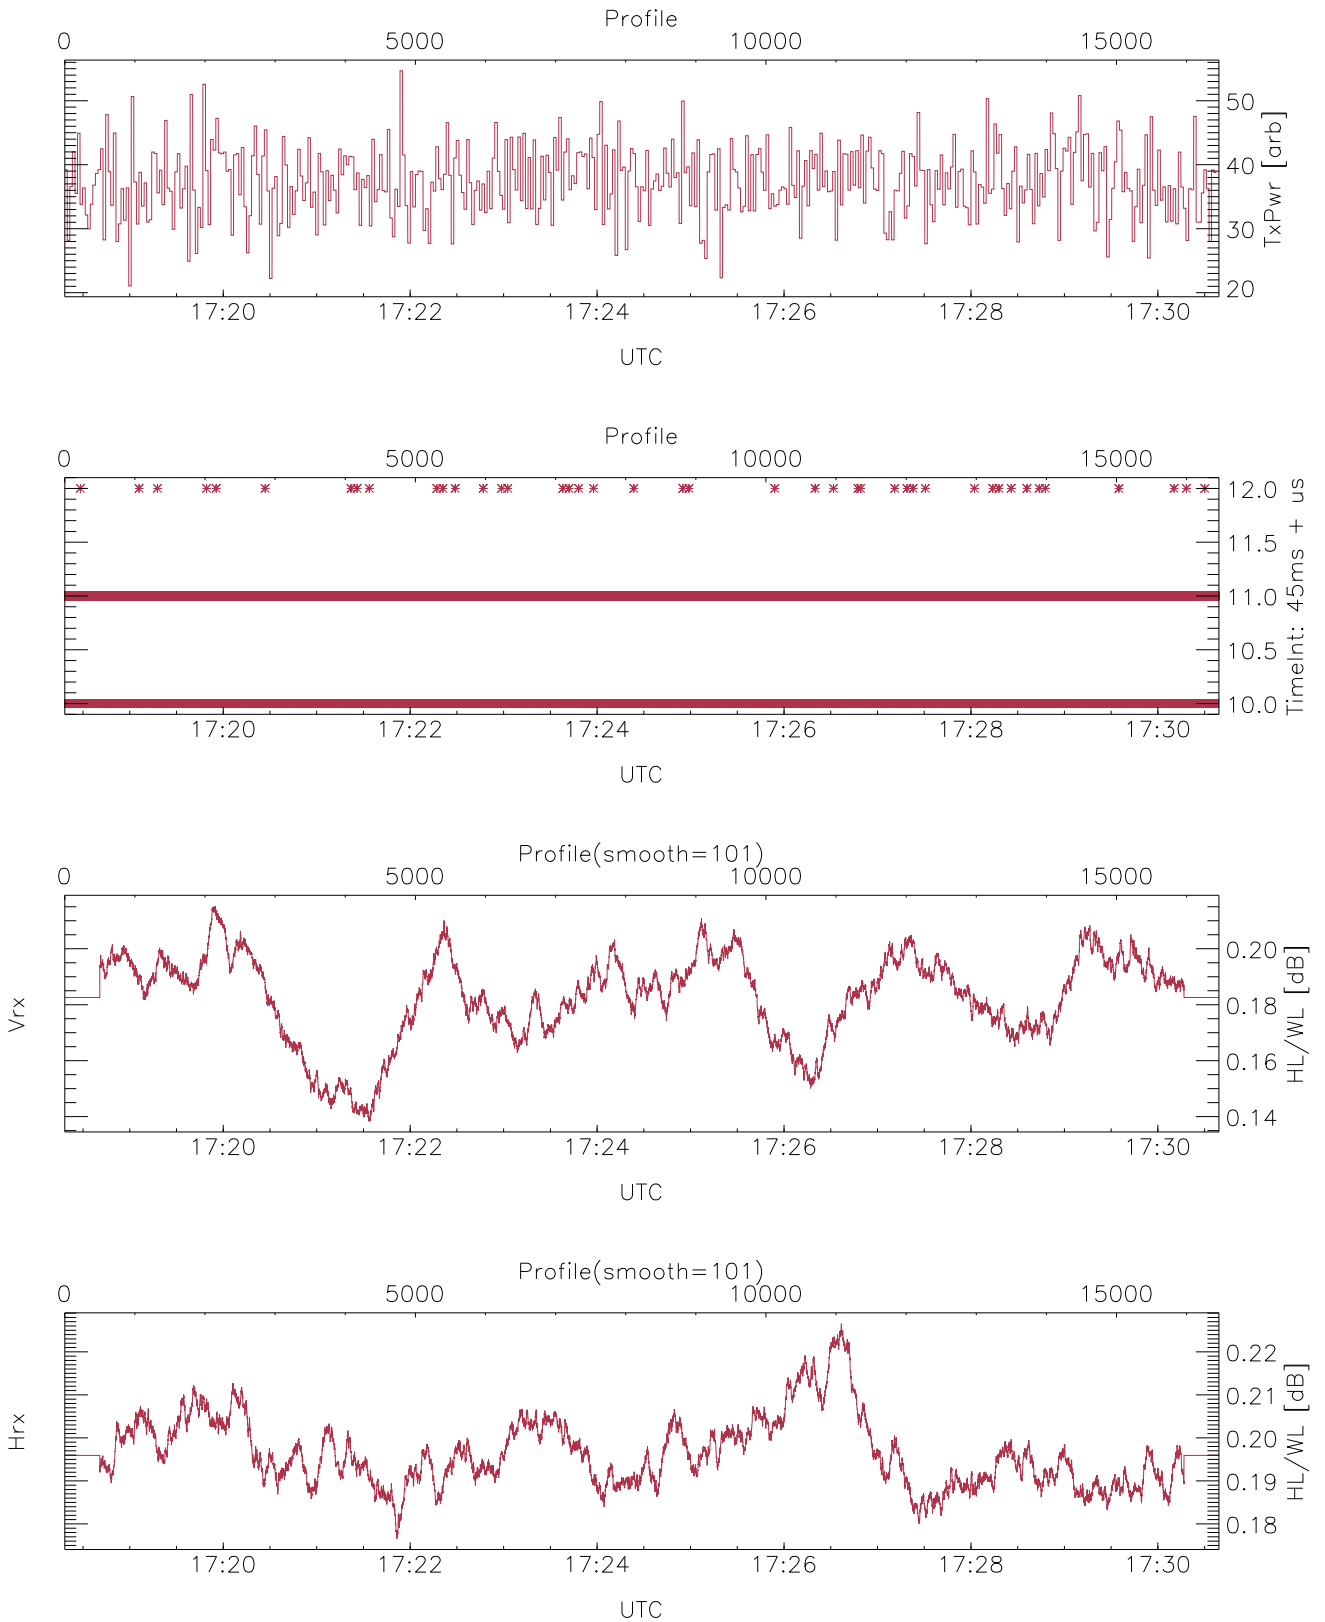 Profile
0 5000 10000 15000
50
40
30
20
TxPwr [arb]
17:20 17:22 17:24 17:26 17:28 17:30
UTC
Profile
0 5000 10000 15000
12.0
11.5
11.0
10.5
10.0
TimeInt: 45ms + us
17:20 17:22 17:24 17:26 17:28 17:30
UTC
Profile(smooth=101)
0 5000 10000 15000
Vrx
0.20
0.18
0.16
0.14
HL/WL [dB]
17:20 17:22 17:24 17:26 17:28 17:30
UTC
Profile(smooth=101)
0 5000 10000 15000
Hrx
0.22
0.21
0.20
0.19
0.18
HL/WL [dB]
17:20 17:22 17:24 17:26 17:28 17:30
UTC